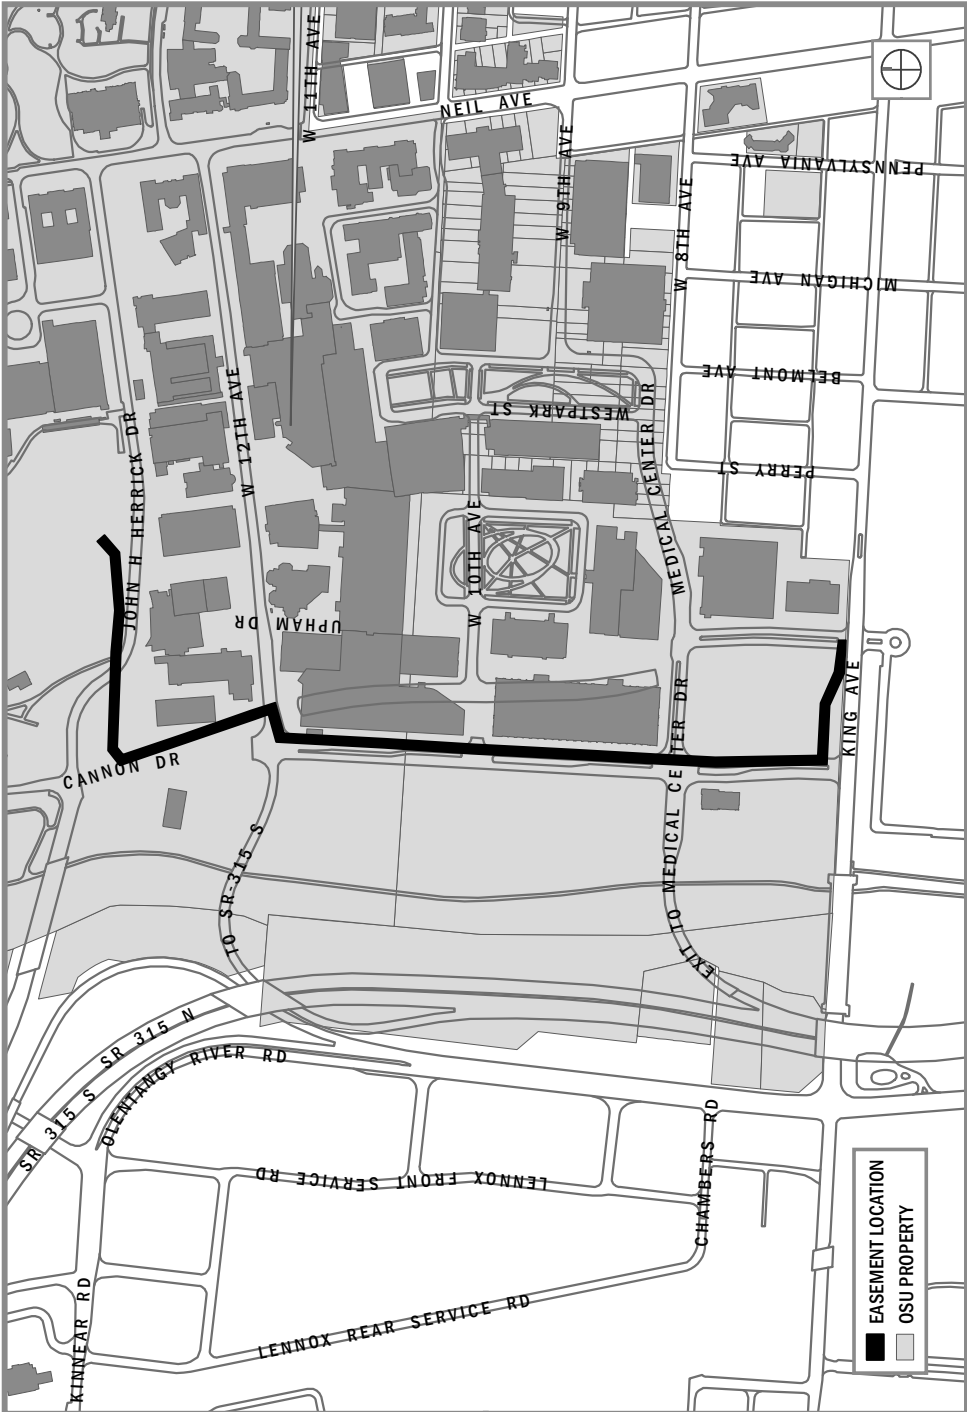 W 11TH AVE
NEIL AVE
W 9TH AVE
PENNSYLVANIA AVE
W 8TH AVE
MICHIGAN AVE
BELMONT AVE
WESTPARK ST
PERRY ST
JOHN H HERRICK DR
W 12TH AVE
MEDICAL CENTER DR
W 10TH AVE
UPHAM DR
KING AVE
CANNON DR
TO SR-315 S
EXIT TO MEDICAL CENTER DR
SR 315 N
SR 315 S
OLENTANGY RIVER RD
LENNOX FRONT SERVICE RD
CHAMBERS RD
LENNOX REAR SERVICE RD
KINNEAR RD
EASEMENT LOCATION
OSU PROPERTY